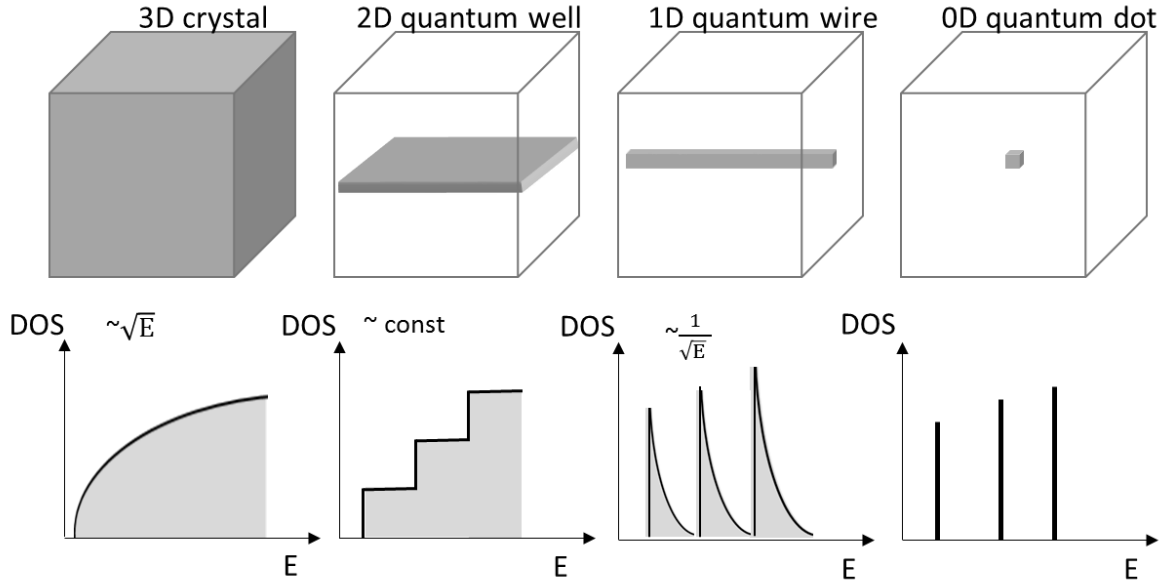 3D crystal
2D quantum well
1D quantum wire
0D quantum dot
DOS ~√E
DOS ~ const
DOS ~1/√E
DOS
E
E
E
E